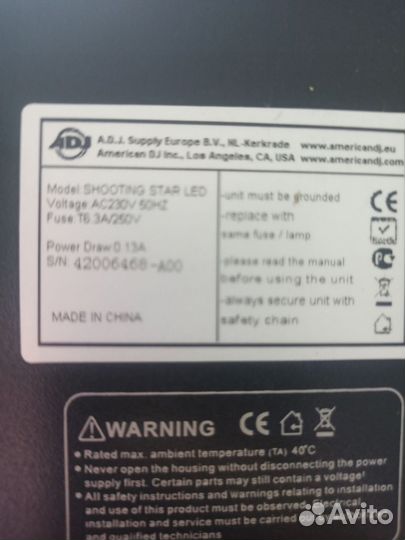 ADJ
A.D.J. Supply Europe B.V., NL-Kerkrade www.americandj.eu
American DJ Inc., Los Angeles, CA, USA www.americandj.com
Model:SHOOTING STAR LED
Voltage:AC230V 50HZ
Fuse:T6.3A/250V
Power Draw:0.13A
S/N: 42006468-A00
MADE IN CHINA
-unit must be grounded
-replace with
same fuse / lamp
-please read the manual
before using the unit
-always secure unit with
safety chain
CE
RoHS
WARNING CE
• Rated max. ambient temperature (TA) 40°C
• Never open the housing without disconnecting the power
supply first. Certain parts may still contain a voltage!
• All safety instructions and warnings relating to installation
and use of this product must be observed. Electrical
installation and service must be carried out by
and qualified technicians
Avito